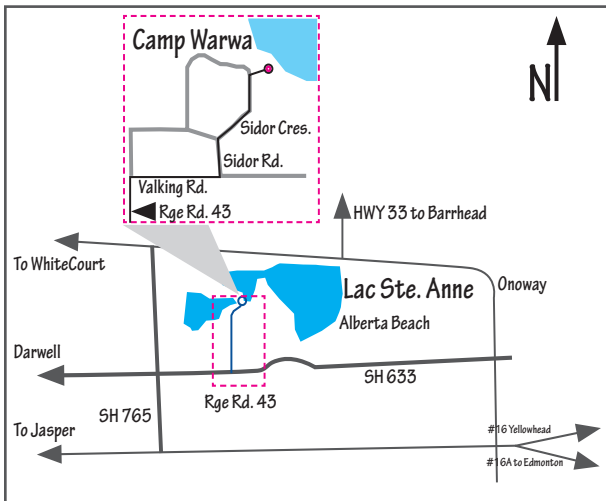 Camp Warwa
N
Sidor Cres.
Sidor Rd.
Valking Rd.
Rge Rd. 43
HWY 33 to Barrhead
To WhiteCourt
Lac Ste. Anne
Onoway
Alberta Beach
Darwell
SH 633
Rge Rd. 43
SH 765
To Jasper
#16 Yellowhead
#16A to Edmonton